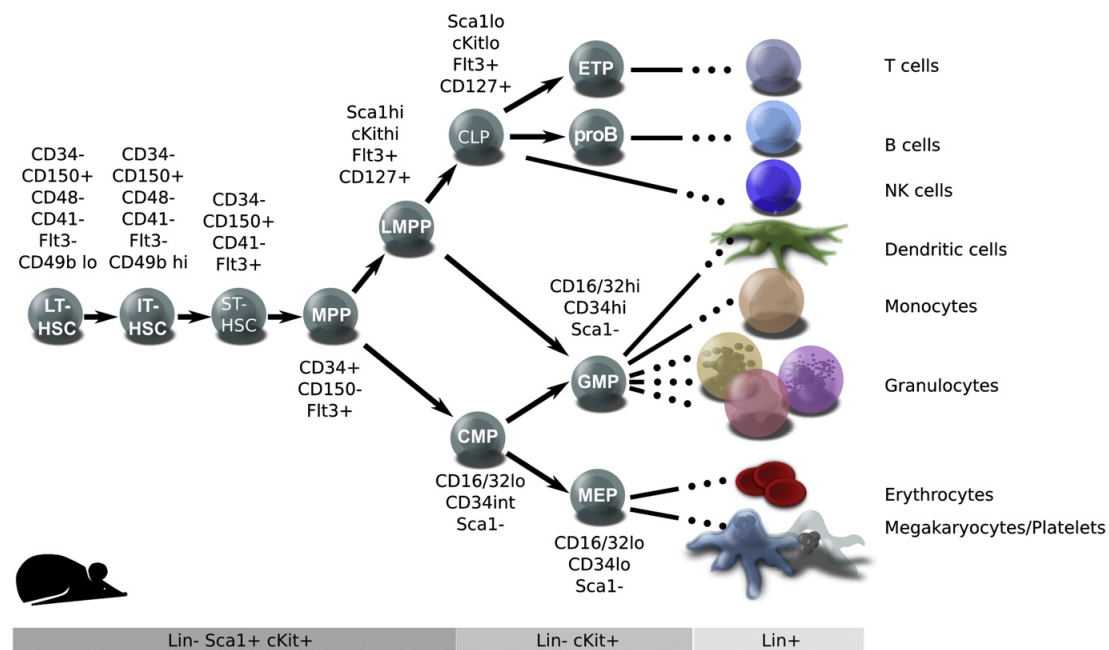 Sca1lo
cKitlo
Flt3+
CD127+
ETP
T cells
Sca1hi
cKithi
Flt3+
CD127+
CLP
proB
B cells
NK cells
CD34-
CD150+
CD48-
CD41-
Flt3-
CD49b lo
CD34-
CD150+
CD48-
CD41-
Flt3-
CD49b hi
CD34-
CD150+
CD41-
Flt3+
LMPP
Dendritic cells
CD16/32hi
CD34hi
Sca1-
LT-
HSC
IT-
HSC
ST-
HSC
MPP
Monocytes
CD34+
CD150-
Flt3+
GMP
Granulocytes
CMP
CD16/32lo
CD34int
Sca1-
MEP
Erythrocytes
Megakaryocytes/Platelets
CD16/32lo
CD34lo
Sca1-
Lin- Sca1+ cKit+
Lin- cKit+
Lin+